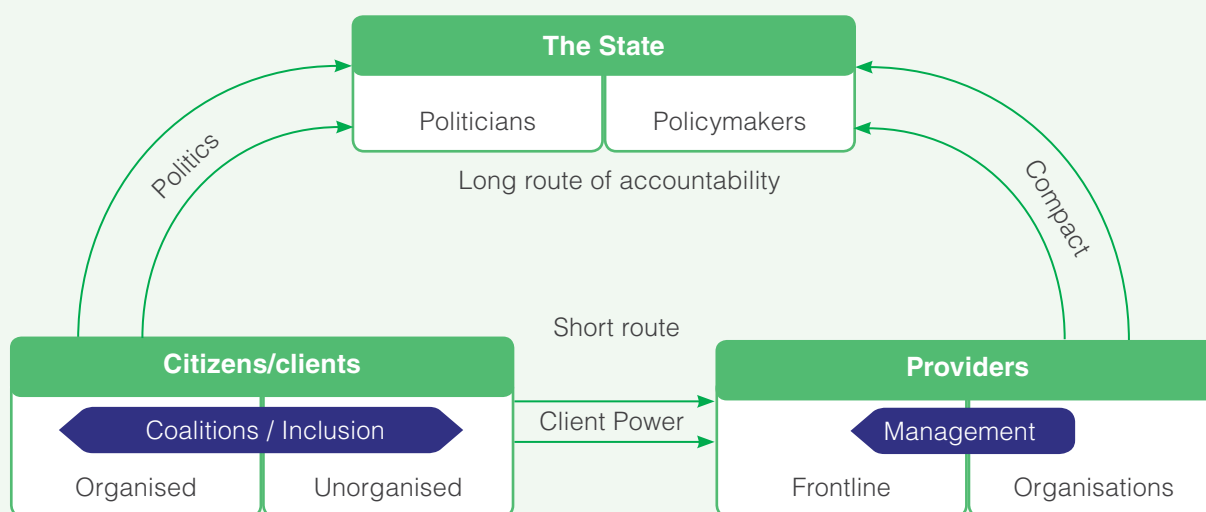 The State
Politicians
Policymakers
Politics
Long route of accountability
Compact
Short route
Citizens/clients
Providers
Coalitions / Inclusion
Client Power
Management
Organised
Unorganised
Frontline
Organisations